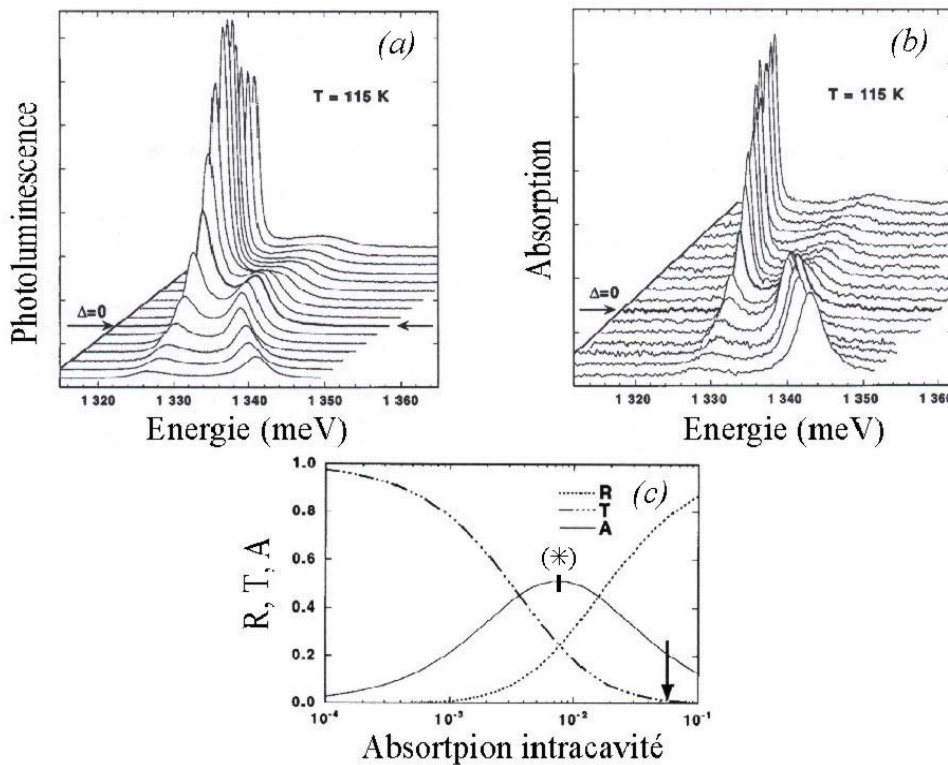 (a)
T = 115 K
Δ=0
Photoluminescence
1 320 1 330 1 340 1 350 1 360
Energie (meV)
(b)
T = 115 K
Δ=0
Absorption
1 320 1 330 1 340 1 350 1 360
Energie (meV)
(c)
R
T
A
(*)
R, T, A
1.0
0.8
0.6
0.4
0.2
0.0
10⁻⁴ 10⁻³ 10⁻² 10⁻¹
Absortpion intracavité